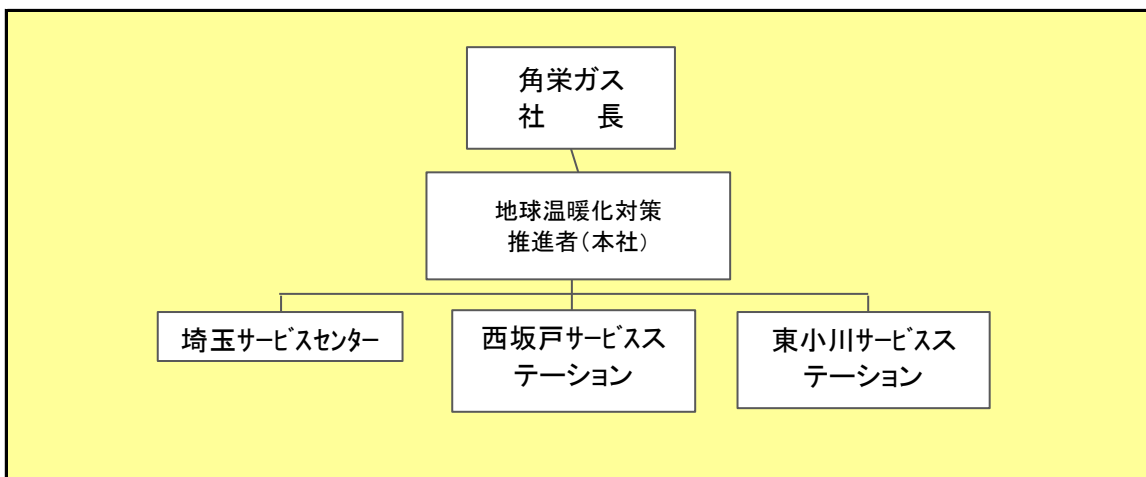 角栄ガス
社　　長
地球温暖化対策
推進者（本社）
埼玉サービスセンター
西坂戸サービスス
テーション
東小川サービスス
テーション